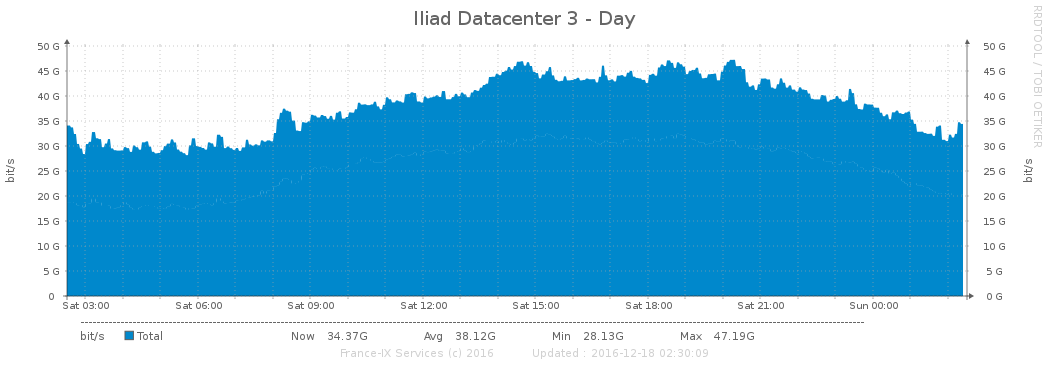 Iliad Datacenter 3 - Day
RRDTOOL / TOBI OETIKER
50 G 50 G
45 G 45 G
40 G 40 G
35 G 35 G
30 G 30 G
25 G 25 G
20 G 20 G
15 G 15 G
10 G 10 G
5 G 5 G
0 0 G
bit/s bit/s
Sat 03:00 Sat 06:00 Sat 09:00 Sat 12:00 Sat 15:00 Sat 18:00 Sat 21:00 Sun 00:00
bit/s Total Now 34.37G Avg 38.12G Min 28.13G Max 47.19G
France-IX Services (c) 2016 Updated : 2016-12-18 02:30:09